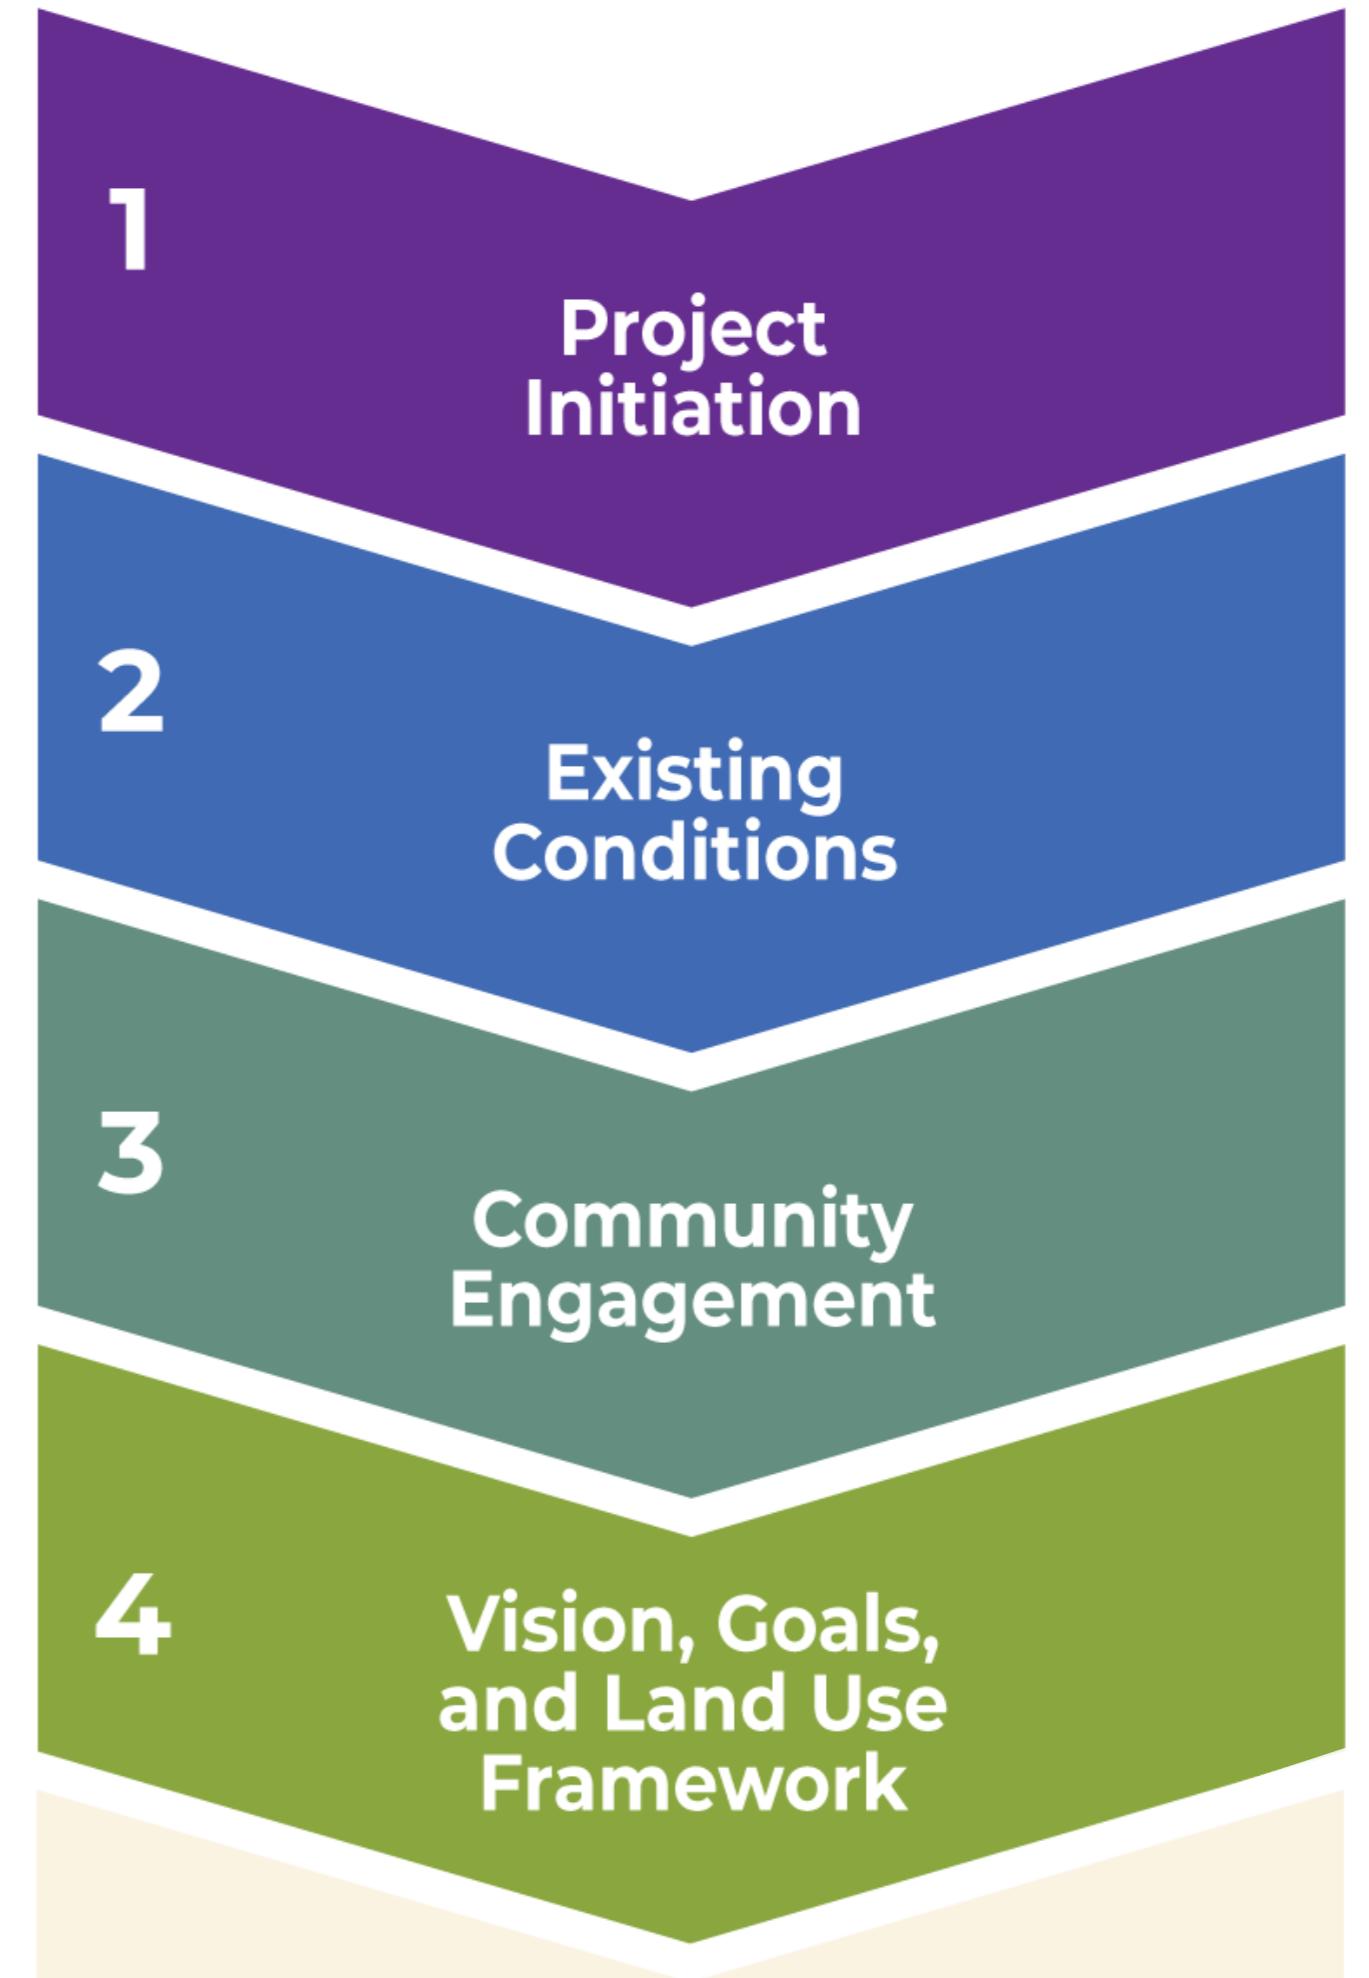 1
Project
Initiation
2
Existing
Conditions
3
Community
Engagement
4
Vision, Goals,
and Land Use
Framework